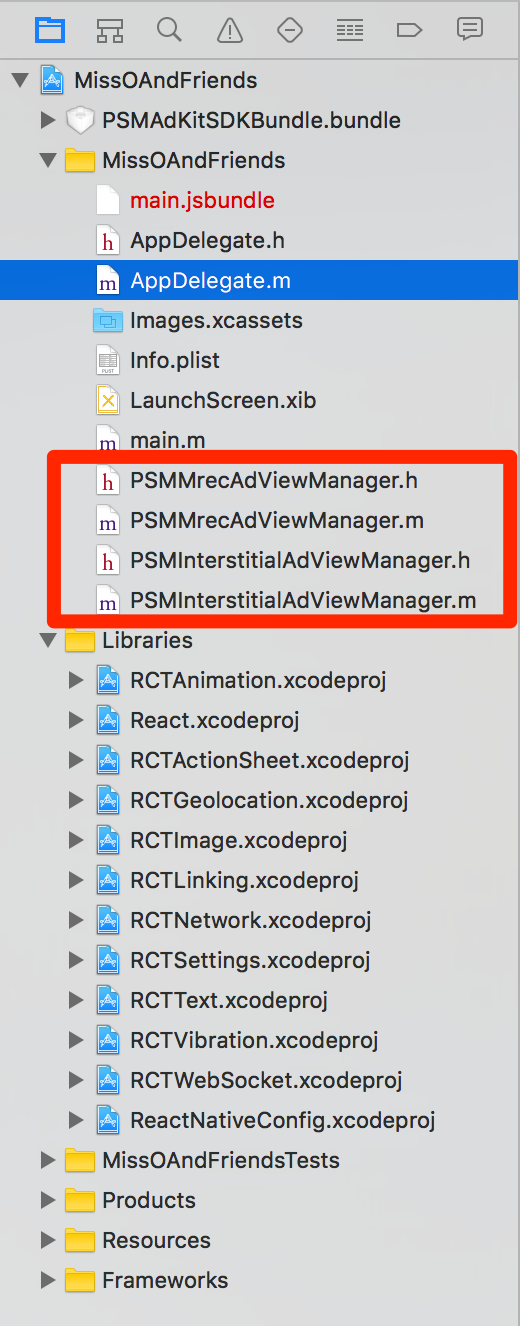 MissOAndFriends
PSMAdKitSDKBundle.bundle
MissOAndFriends
main.jsbundle
h AppDelegate.h
m AppDelegate.m
Images.xcassets
PLIST Info.plist
LaunchScreen.xib
m main.m
h PSMMrecAdViewManager.h
m PSMMrecAdViewManager.m
h PSMInterstitialAdViewManager.h
m PSMInterstitialAdViewManager.m
Libraries
RCTAnimation.xcodeproj
React.xcodeproj
RCTActionSheet.xcodeproj
RCTGeolocation.xcodeproj
RCTImage.xcodeproj
RCTLinking.xcodeproj
RCTNetwork.xcodeproj
RCTSettings.xcodeproj
RCTText.xcodeproj
RCTVibration.xcodeproj
RCTWebSocket.xcodeproj
ReactNativeConfig.xcodeproj
MissOAndFriendsTests
Products
Resources
Frameworks